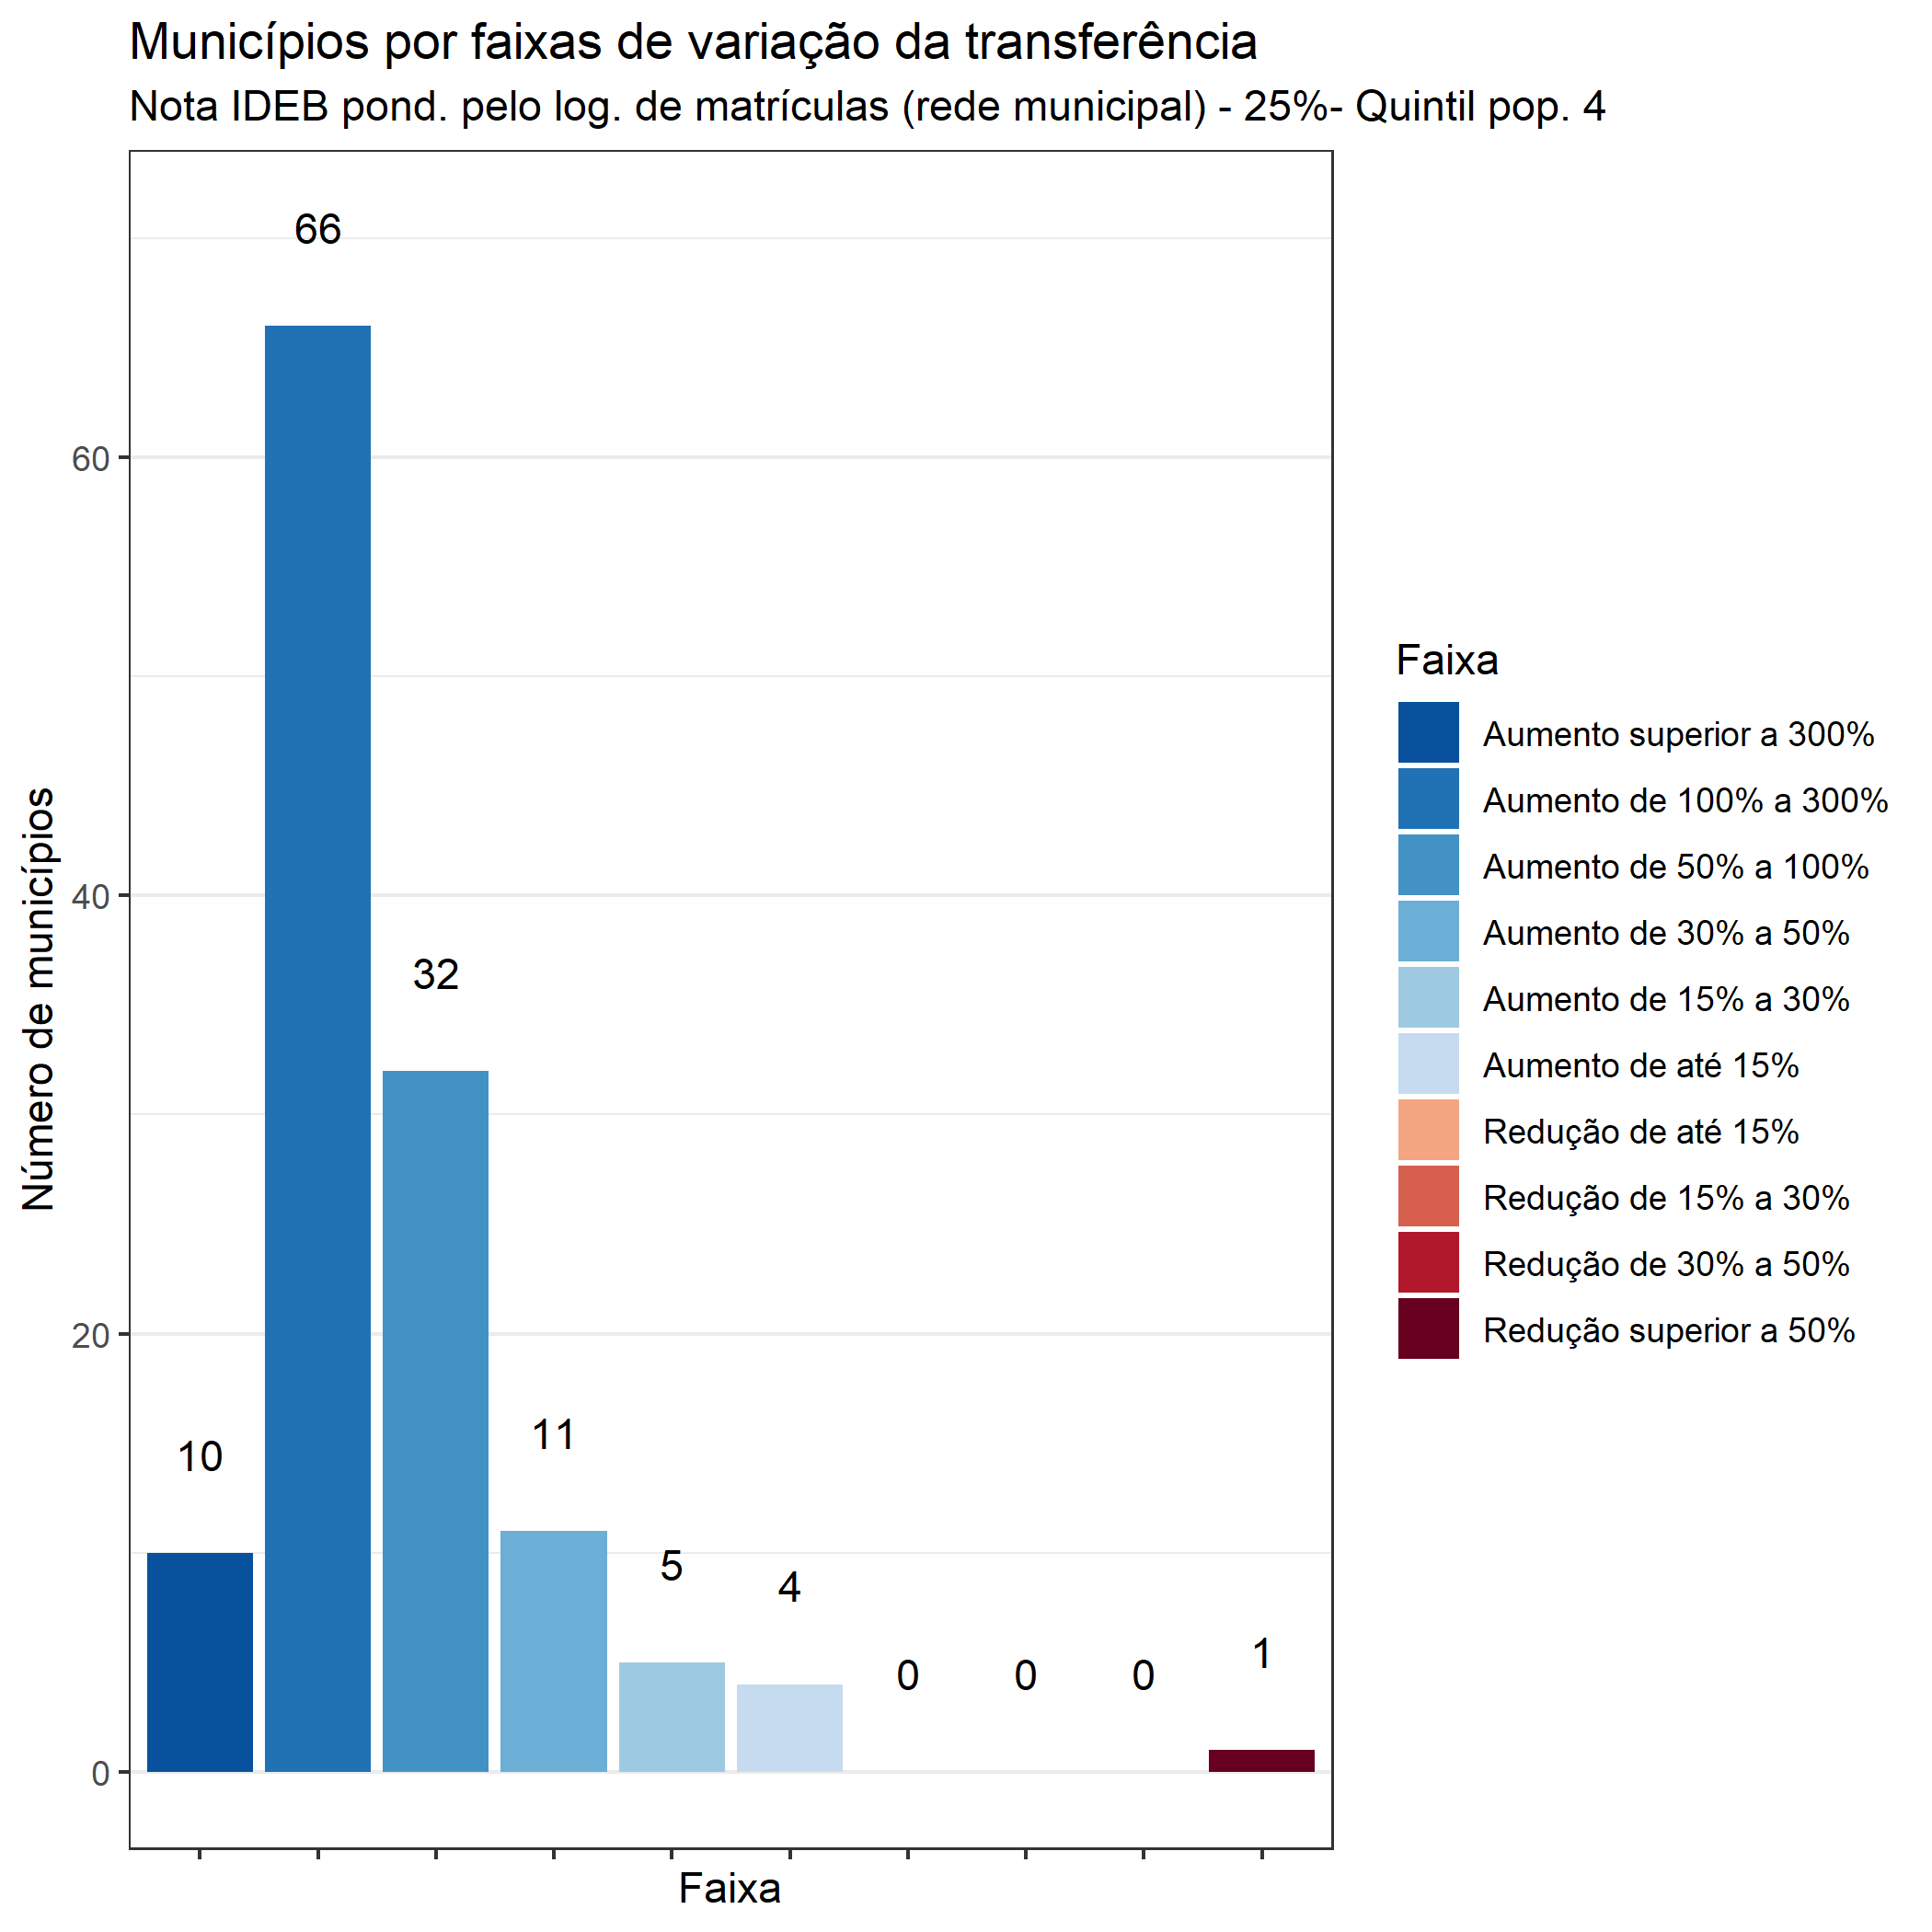 Municípios por faixas de variação da transferência
Nota IDEB pond. pelo log. de matrículas (rede municipal) - 25%- Quintil pop. 4
Número de municípios
60
40
20
0
66
32
10
11
5
4
0
0
0
1
Faixa
Faixa
Aumento superior a 300%
Aumento de 100% a 300%
Aumento de 50% a 100%
Aumento de 30% a 50%
Aumento de 15% a 30%
Aumento de até 15%
Redução de até 15%
Redução de 15% a 30%
Redução de 30% a 50%
Redução superior a 50%